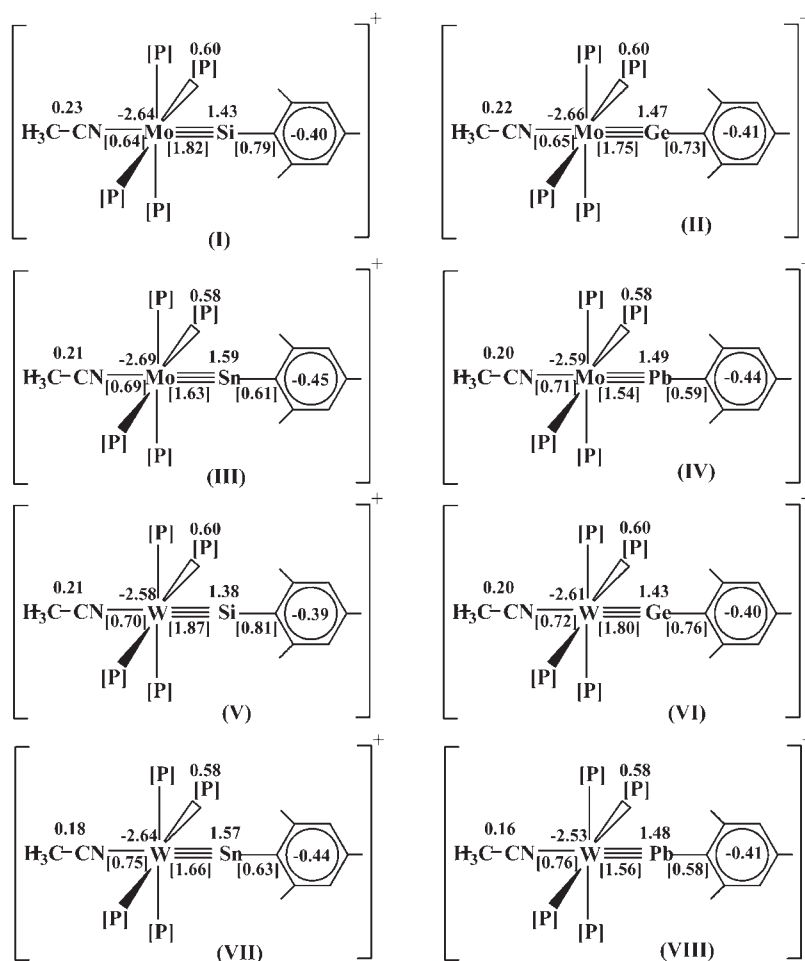 +
0.60
[P] [P]
0.23 -2.64 1.43
H₃C-CN Mo Si -0.40
[0.64] [1.82] [0.79]
[P] [P]
(I)
0.60
[P] [P]
0.22 -2.66 1.47
H₃C-CN Mo Ge -0.41
[0.65] [1.75] [0.73]
[P] [P]
(II)
+
0.58
[P] [P]
0.21 -2.69 1.59
H₃C-CN Mo Sn -0.45
[0.69] [1.63] [0.61]
[P] [P]
(III)
0.58
[P] [P]
0.20 -2.59 1.49
H₃C-CN Mo Pb -0.44
[0.71] [1.54] [0.59]
[P] [P]
(IV)
+
0.60
[P] [P]
0.21 -2.58 1.38
H₃C-CN W Si -0.39
[0.70] [1.87] [0.81]
[P] [P]
(V)
0.60
[P] [P]
0.20 -2.61 1.43
H₃C-CN W Ge -0.40
[0.72] [1.80] [0.76]
[P] [P]
(VI)
+
0.58
[P] [P]
0.18 -2.64 1.57
H₃C-CN W Sn -0.44
[0.75] [1.66] [0.63]
[P] [P]
(VII)
0.58
[P] [P]
0.16 -2.53 1.48
H₃C-CN W Pb -0.41
[0.76] [1.56] [0.58]
[P] [P]
(VIII)